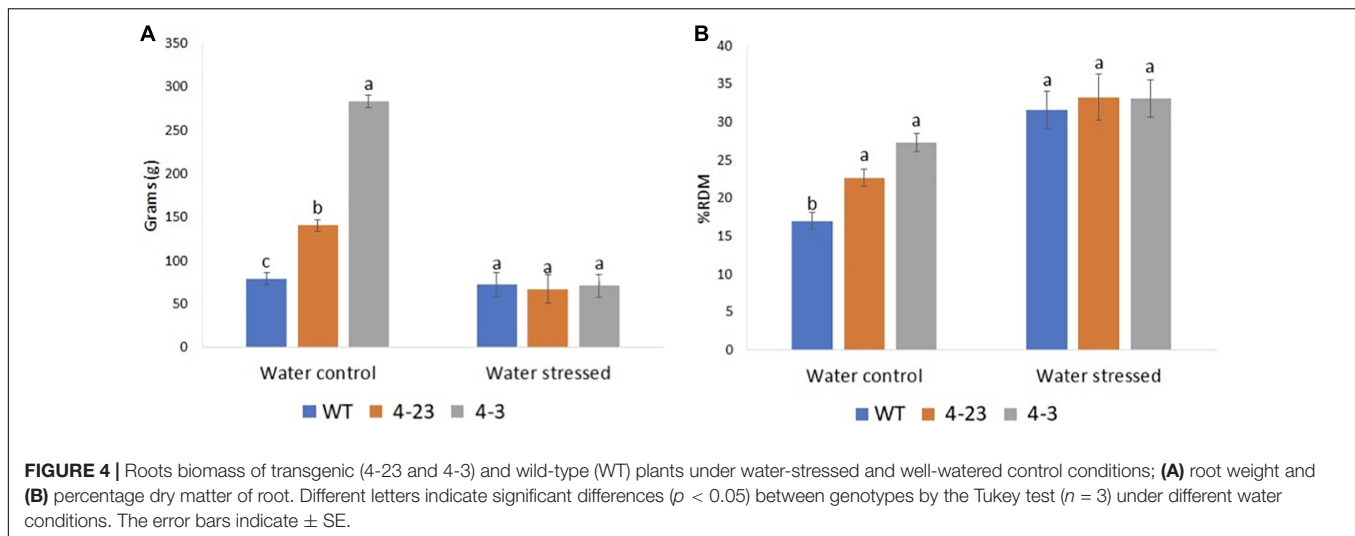 A
350
300
250
200
150
100
50
0
Grams(g)
c
b
a
a
a
a
Water control
Water stressed
WT
4-23
4-3
B
40
35
30
25
20
15
10
5
0
%RDM
b
a
a
a
a
a
Water control
Water stressed
WT
4-23
4-3
FIGURE 4 | Roots biomass of transgenic (4-23 and 4-3) and wild-type (WT) plants under water-stressed and well-watered control conditions; (A) root weight and
(B) percentage dry matter of root. Different letters indicate significant differences (p < 0.05) between genotypes by the Tukey test (n = 3) under different water
conditions. The error bars indicate ± SE.